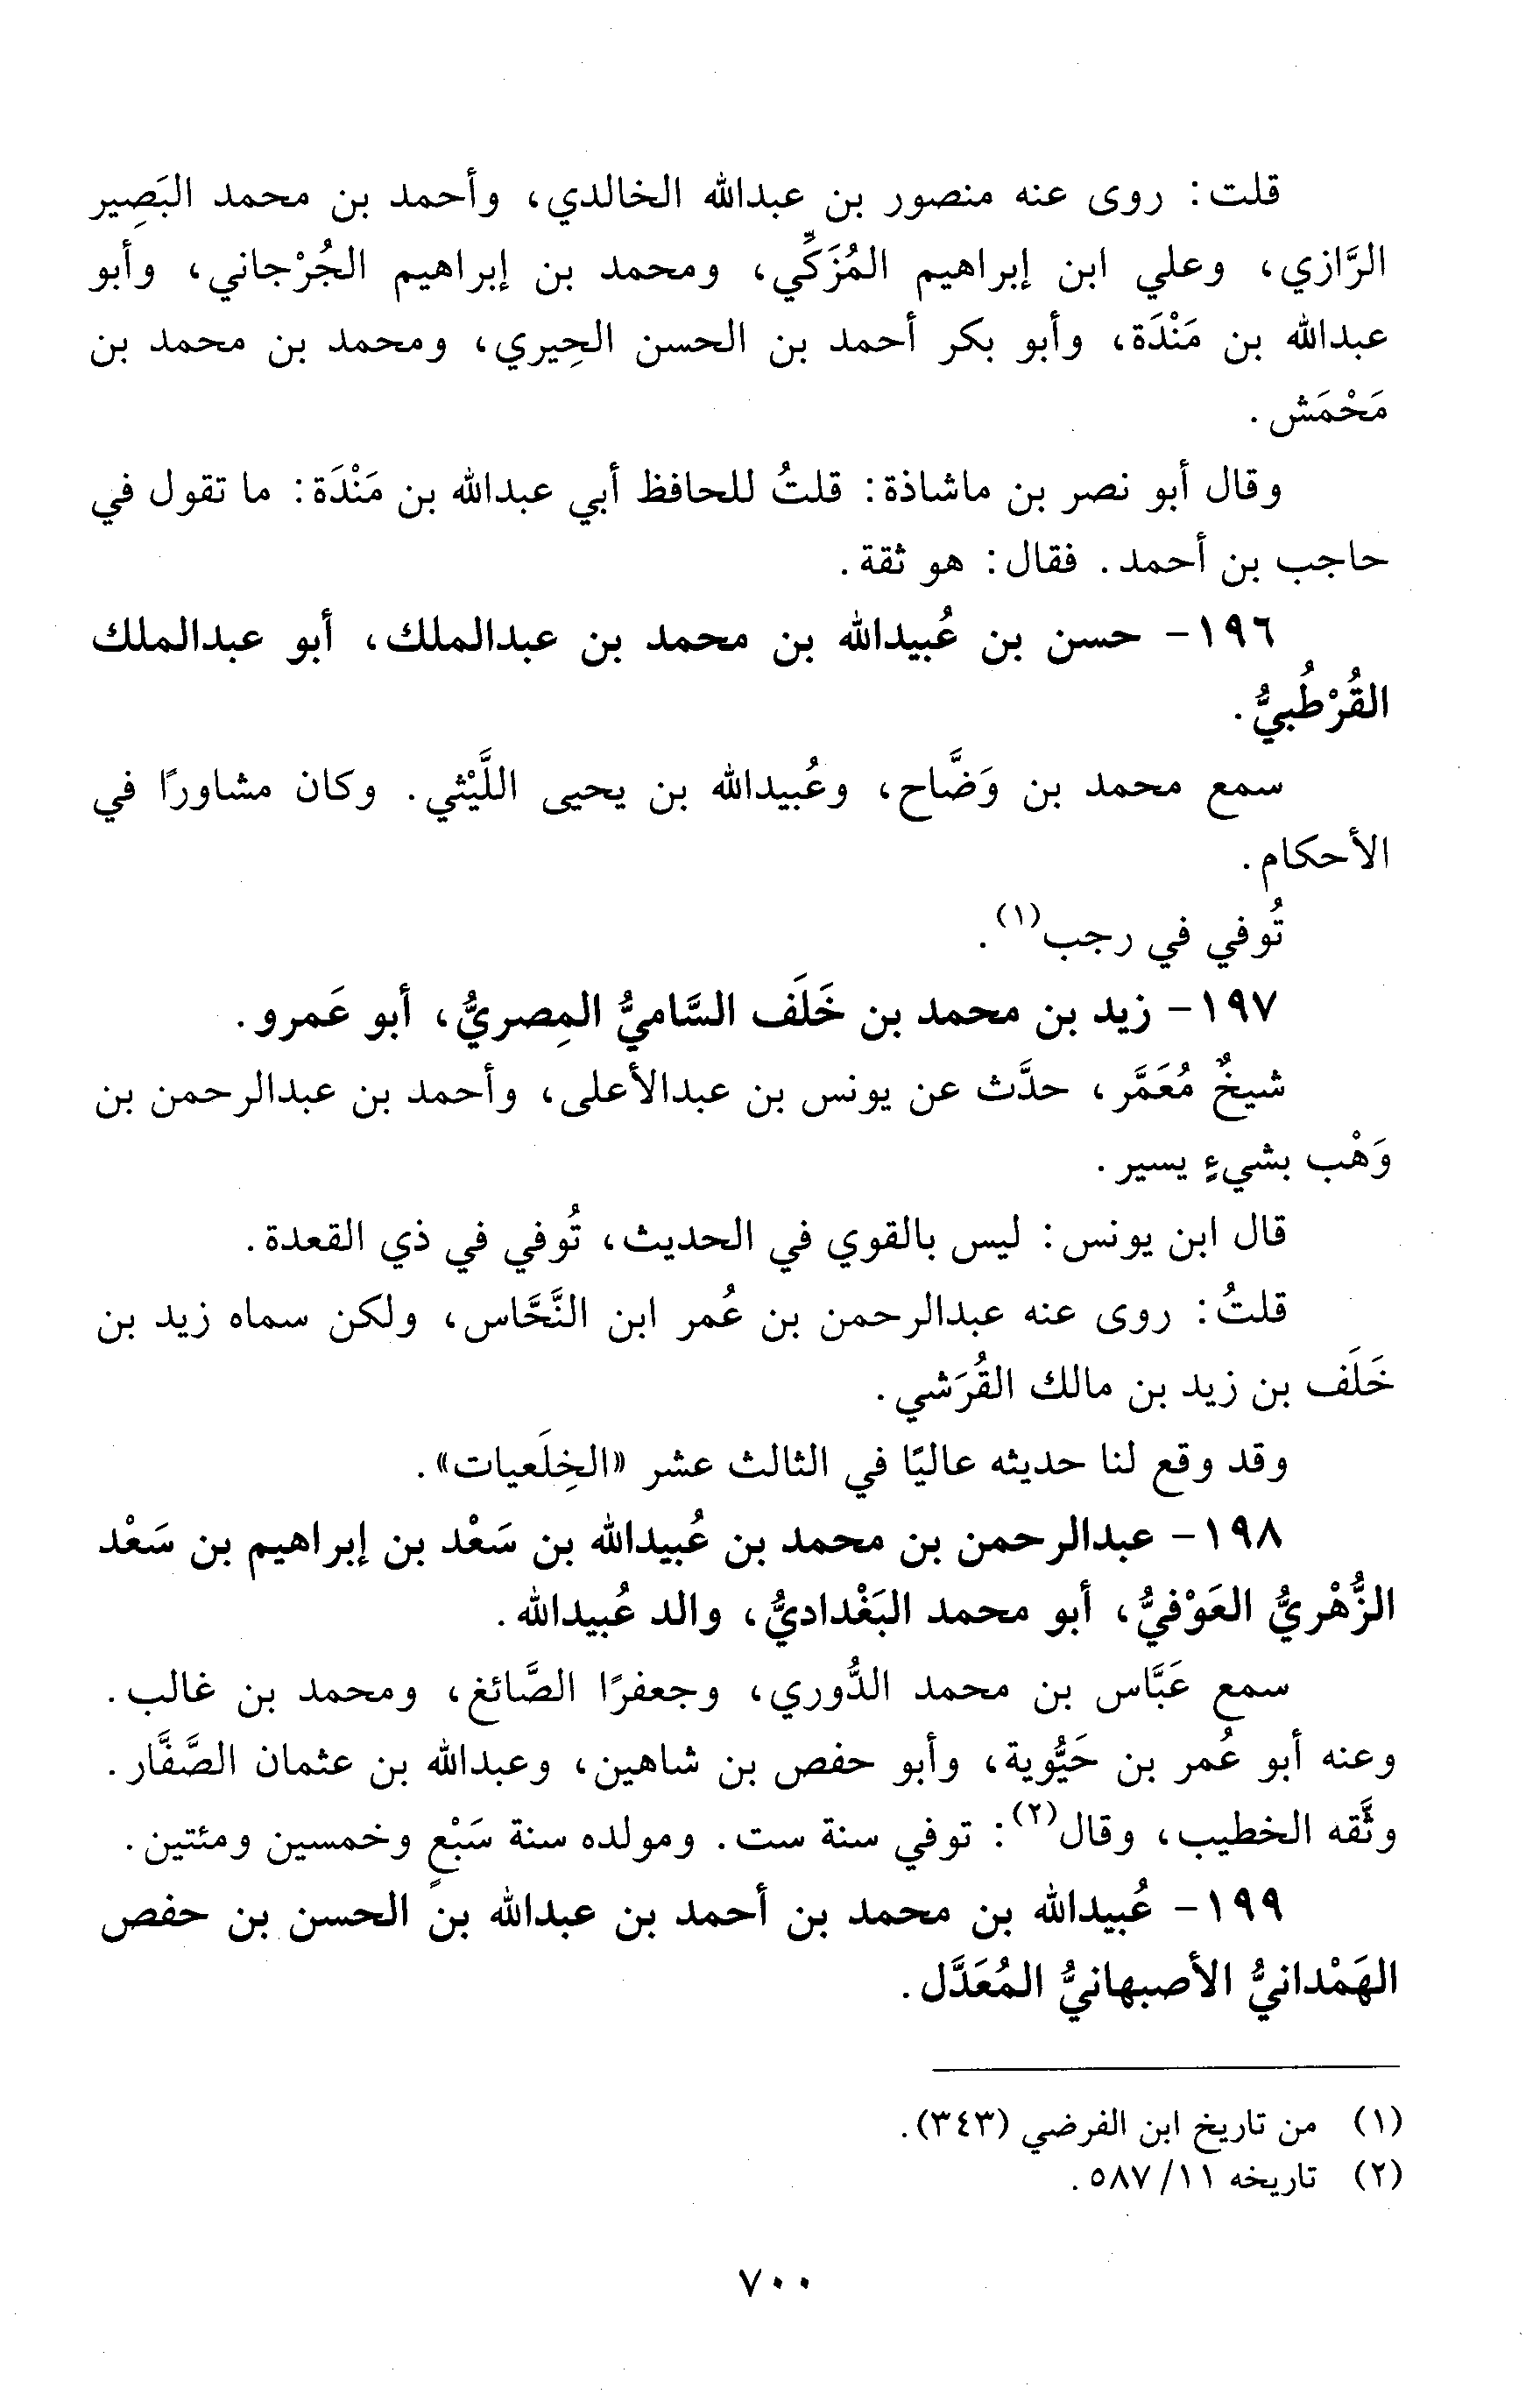 قلت: روى عنه منصور بن عبدالله الخالدي، وأحمد بن محمد البَصِير
الرَّازي، وعلي ابن إبراهيم المُزَكِّي، ومحمد بن إبراهيم الجُرْجاني، وأبو
عبدالله بن مَنْدَة، وأبو بكر أحمد بن الحسن الحِيري، ومحمد بن محمد بن
مَحْمَش.
وقال أبو نصر بن ماشاذة: قلتُ للحافظ أبي عبدالله بن مَنْدَة: ما تقول في
حاجب بن أحمد. فقال: هو ثقة.
١٩٦- حسن بن عُبيدالله بن محمد بن عبدالملك، أبو عبدالملك
القُرْطُبيُّ.
سمع محمد بن وَضَّاح، وعُبيدالله بن يحيى اللَّيْثي. وكان مشاورًا في
الأحكام.
تُوفي في رجب(١).
١٩٧- زيد بن محمد بن خَلَف السَّاميُّ المِصريُّ، أبو عَمرو.
شيخٌ مُعَمَّر، حدَّث عن يونس بن عبدالأعلى، وأحمد بن عبدالرحمن بن
وَهْب بشيءٍ يسير.
قال ابن يونس: ليس بالقوي في الحديث، تُوفي في ذي القعدة.
قلتُ: روى عنه عبدالرحمن بن عُمر ابن النَّحَّاس، ولكن سماه زيد بن
خَلَف بن زيد بن مالك القُرَشي.
وقد وقع لنا حديثه عاليًا في الثالث عشر «الخِلَعيات».
١٩٨- عبدالرحمن بن محمد بن عُبيدالله بن سَعْد بن إبراهيم بن سَعْد
الزُّهْريُّ العَوْفيُّ، أبو محمد البَغْداديُّ، والد عُبيدالله.
سمع عَبَّاس بن محمد الدُّوري، وجعفرًا الصَّائغ، ومحمد بن غالب.
وعنه أبو عُمر بن حَيُّوية، وأبو حفص بن شاهين، وعبدالله بن عثمان الصَّفَّار.
وثَّقه الخطيب، وقال(٢): توفي سنة ست. ومولده سنة سَبْعٍ وخمسين ومئتين.
١٩٩- عُبيدالله بن محمد بن أحمد بن عبدالله بن الحسن بن حفص
الهَمْدانيُّ الأصبهانيُّ المُعَدَّل.
(١) من تاريخ ابن الفرضي (٣٤٣).
(٢) تاريخه ١١/ ٥٨٧.
٧٠٠